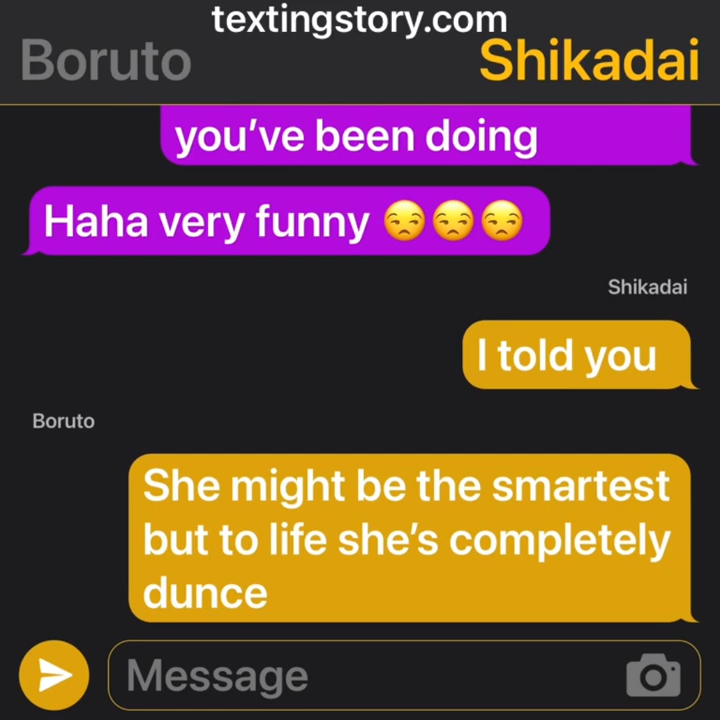 textingstory.com
Boruto
Shikadai
you’ve been doing
Haha very funny 😒😒😒
Shikadai
I told you
Boruto
She might be the smartest
but to life she’s completely
dunce
Message